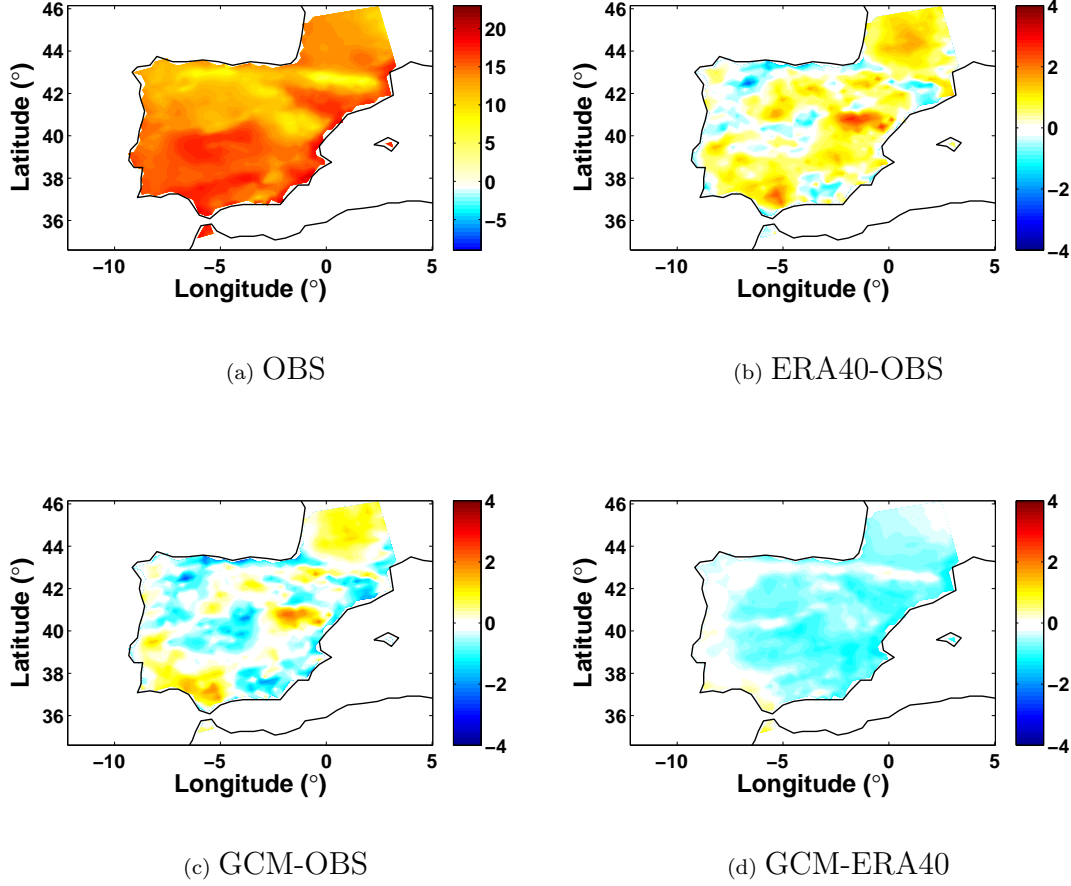 46
44
42
40
38
36
Latitude (°)
−10 −5 0 5
Longitude (°)
20
15
10
5
0
−5
(a) OBS
46
44
42
40
38
36
Latitude (°)
−10 −5 0 5
Longitude (°)
4
2
0
−2
−4
(b) ERA40-OBS
46
44
42
40
38
36
Latitude (°)
−10 −5 0 5
Longitude (°)
4
2
0
−2
−4
(c) GCM-OBS
46
44
42
40
38
36
Latitude (°)
−10 −5 0 5
Longitude (°)
4
2
0
−2
−4
(d) GCM-ERA40